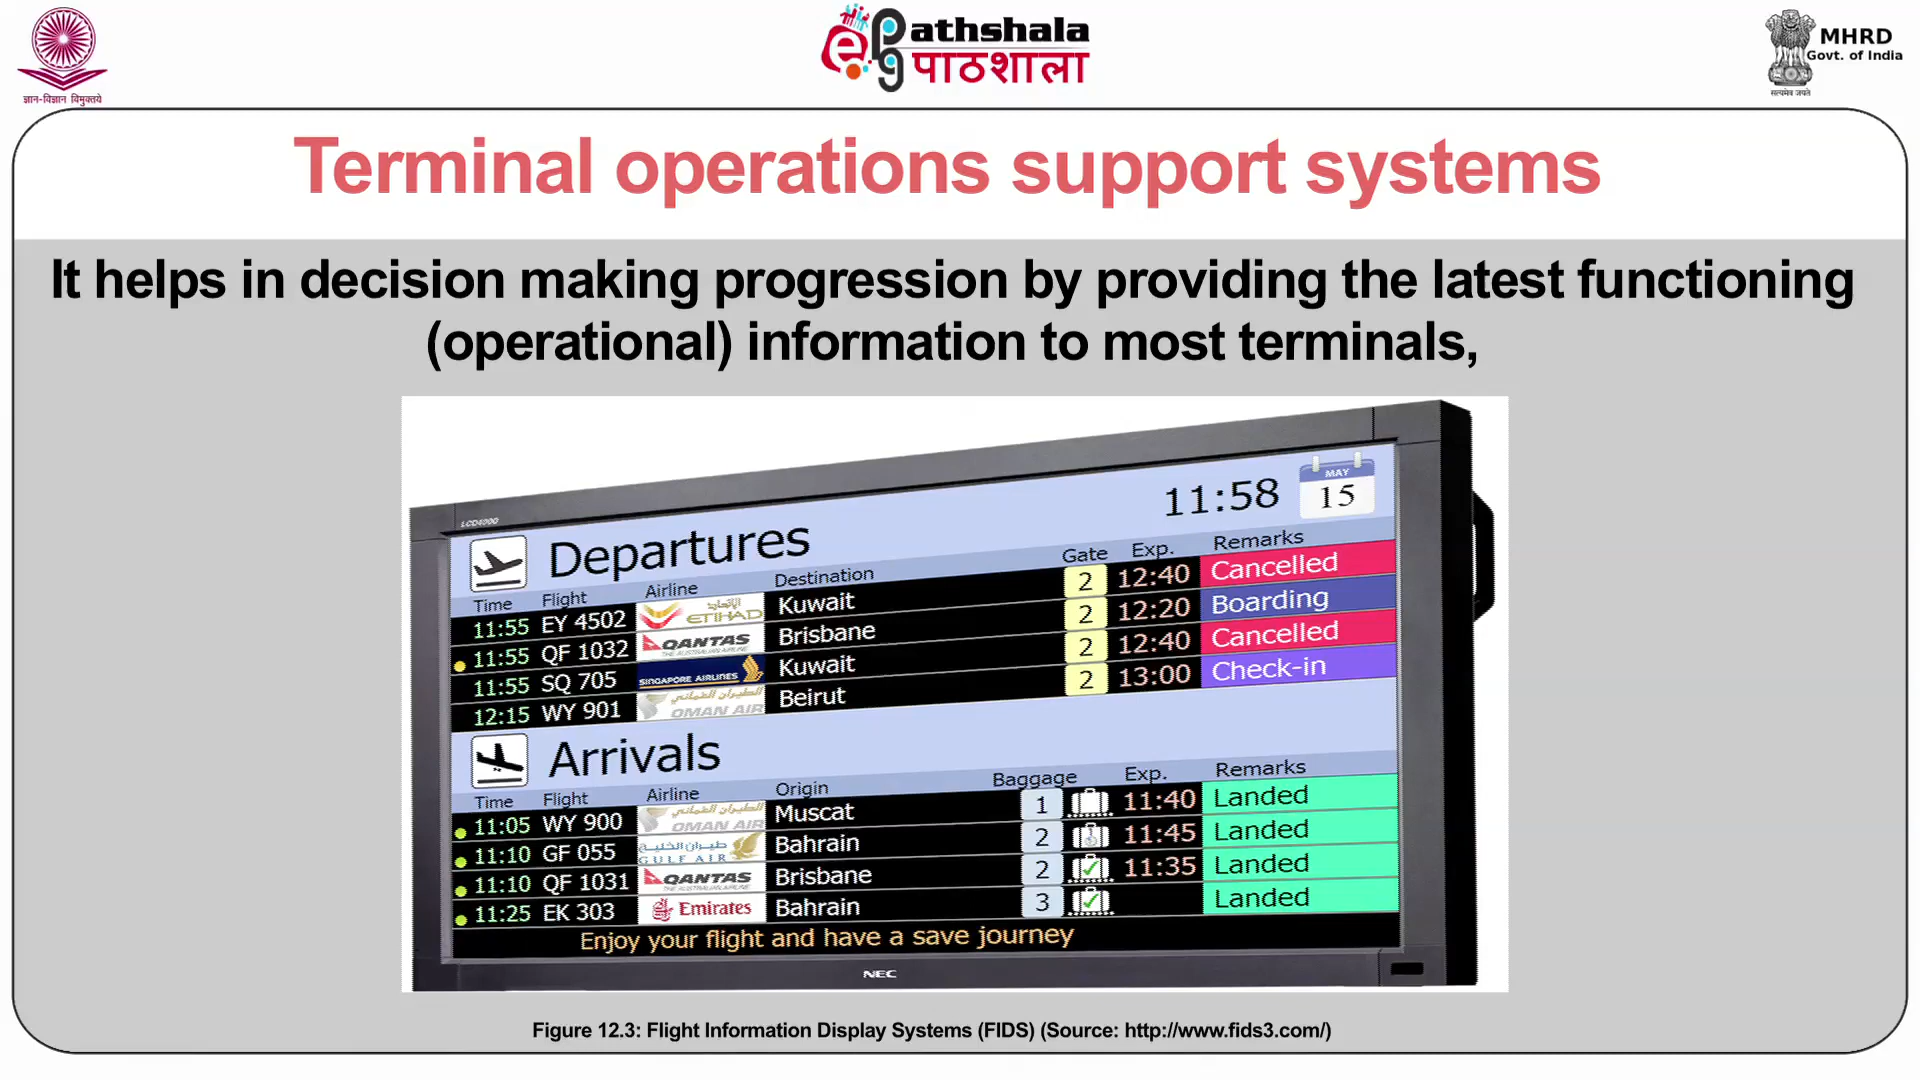 ज्ञान-विज्ञान विमुक्तये
ePathshala
पाठशाला
MHRD
Govt. of India
सत्यमेव जयते
Terminal operations support systems
It helps in decision making progression by providing the latest functioning
(operational) information to most terminals,
LCD4000
11:58
MAY
15
Departures
Time Flight Airline Destination Gate Exp. Remarks
11:55 EY 4502 ETIHAD Kuwait 2 12:40 Cancelled
11:55 QF 1032 QANTAS Brisbane 2 12:20 Boarding
11:55 SQ 705 SINGAPORE AIRLINES Kuwait 2 12:40 Cancelled
12:15 WY 901 OMAN AIR Beirut 2 13:00 Check-in
Arrivals
Time Flight Airline Origin Baggage Exp. Remarks
11:05 WY 900 OMAN AIR Muscat 1 11:40 Landed
11:10 GF 055 GULF AIR Bahrain 2 11:45 Landed
11:10 QF 1031 QANTAS Brisbane 2 11:35 Landed
11:25 EK 303 Emirates Bahrain 3 Landed
Enjoy your flight and have a save journey
NEC
Figure 12.3: Flight Information Display Systems (FIDS) (Source: http://www.fids3.com/)